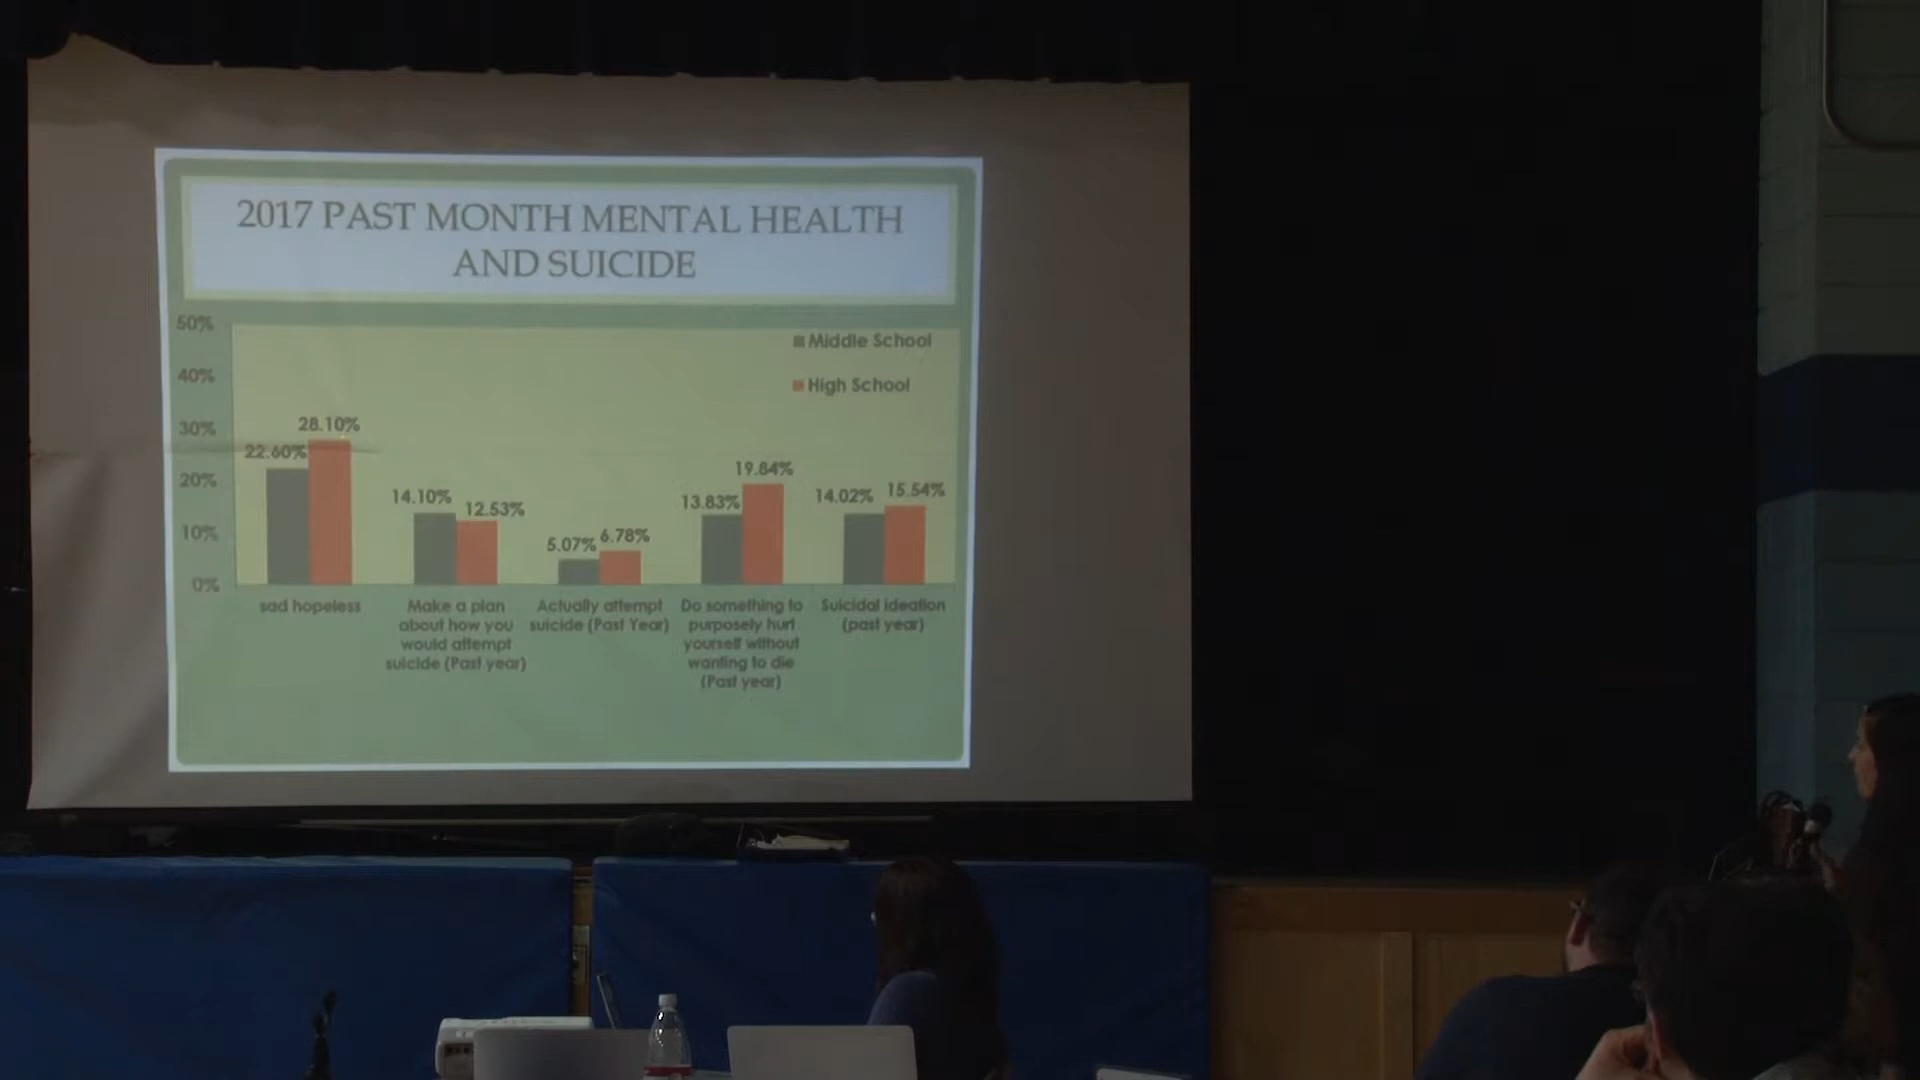 2017 PAST MONTH MENTAL HEALTH
AND SUICIDE
50%
40%
30%
20%
10%
0%
Middle School
High School
22.60%
28.10%
14.10%
12.53%
5.07%
6.78%
13.83%
19.84%
14.02%
15.54%
sad hopeless
Make a plan
about how you
would attempt
suicide (Past year)
Actually attempt
suicide (Past Year)
Do something to
purposely hurt
yourself without
wanting to die
(Past year)
Suicidal ideation
(past year)